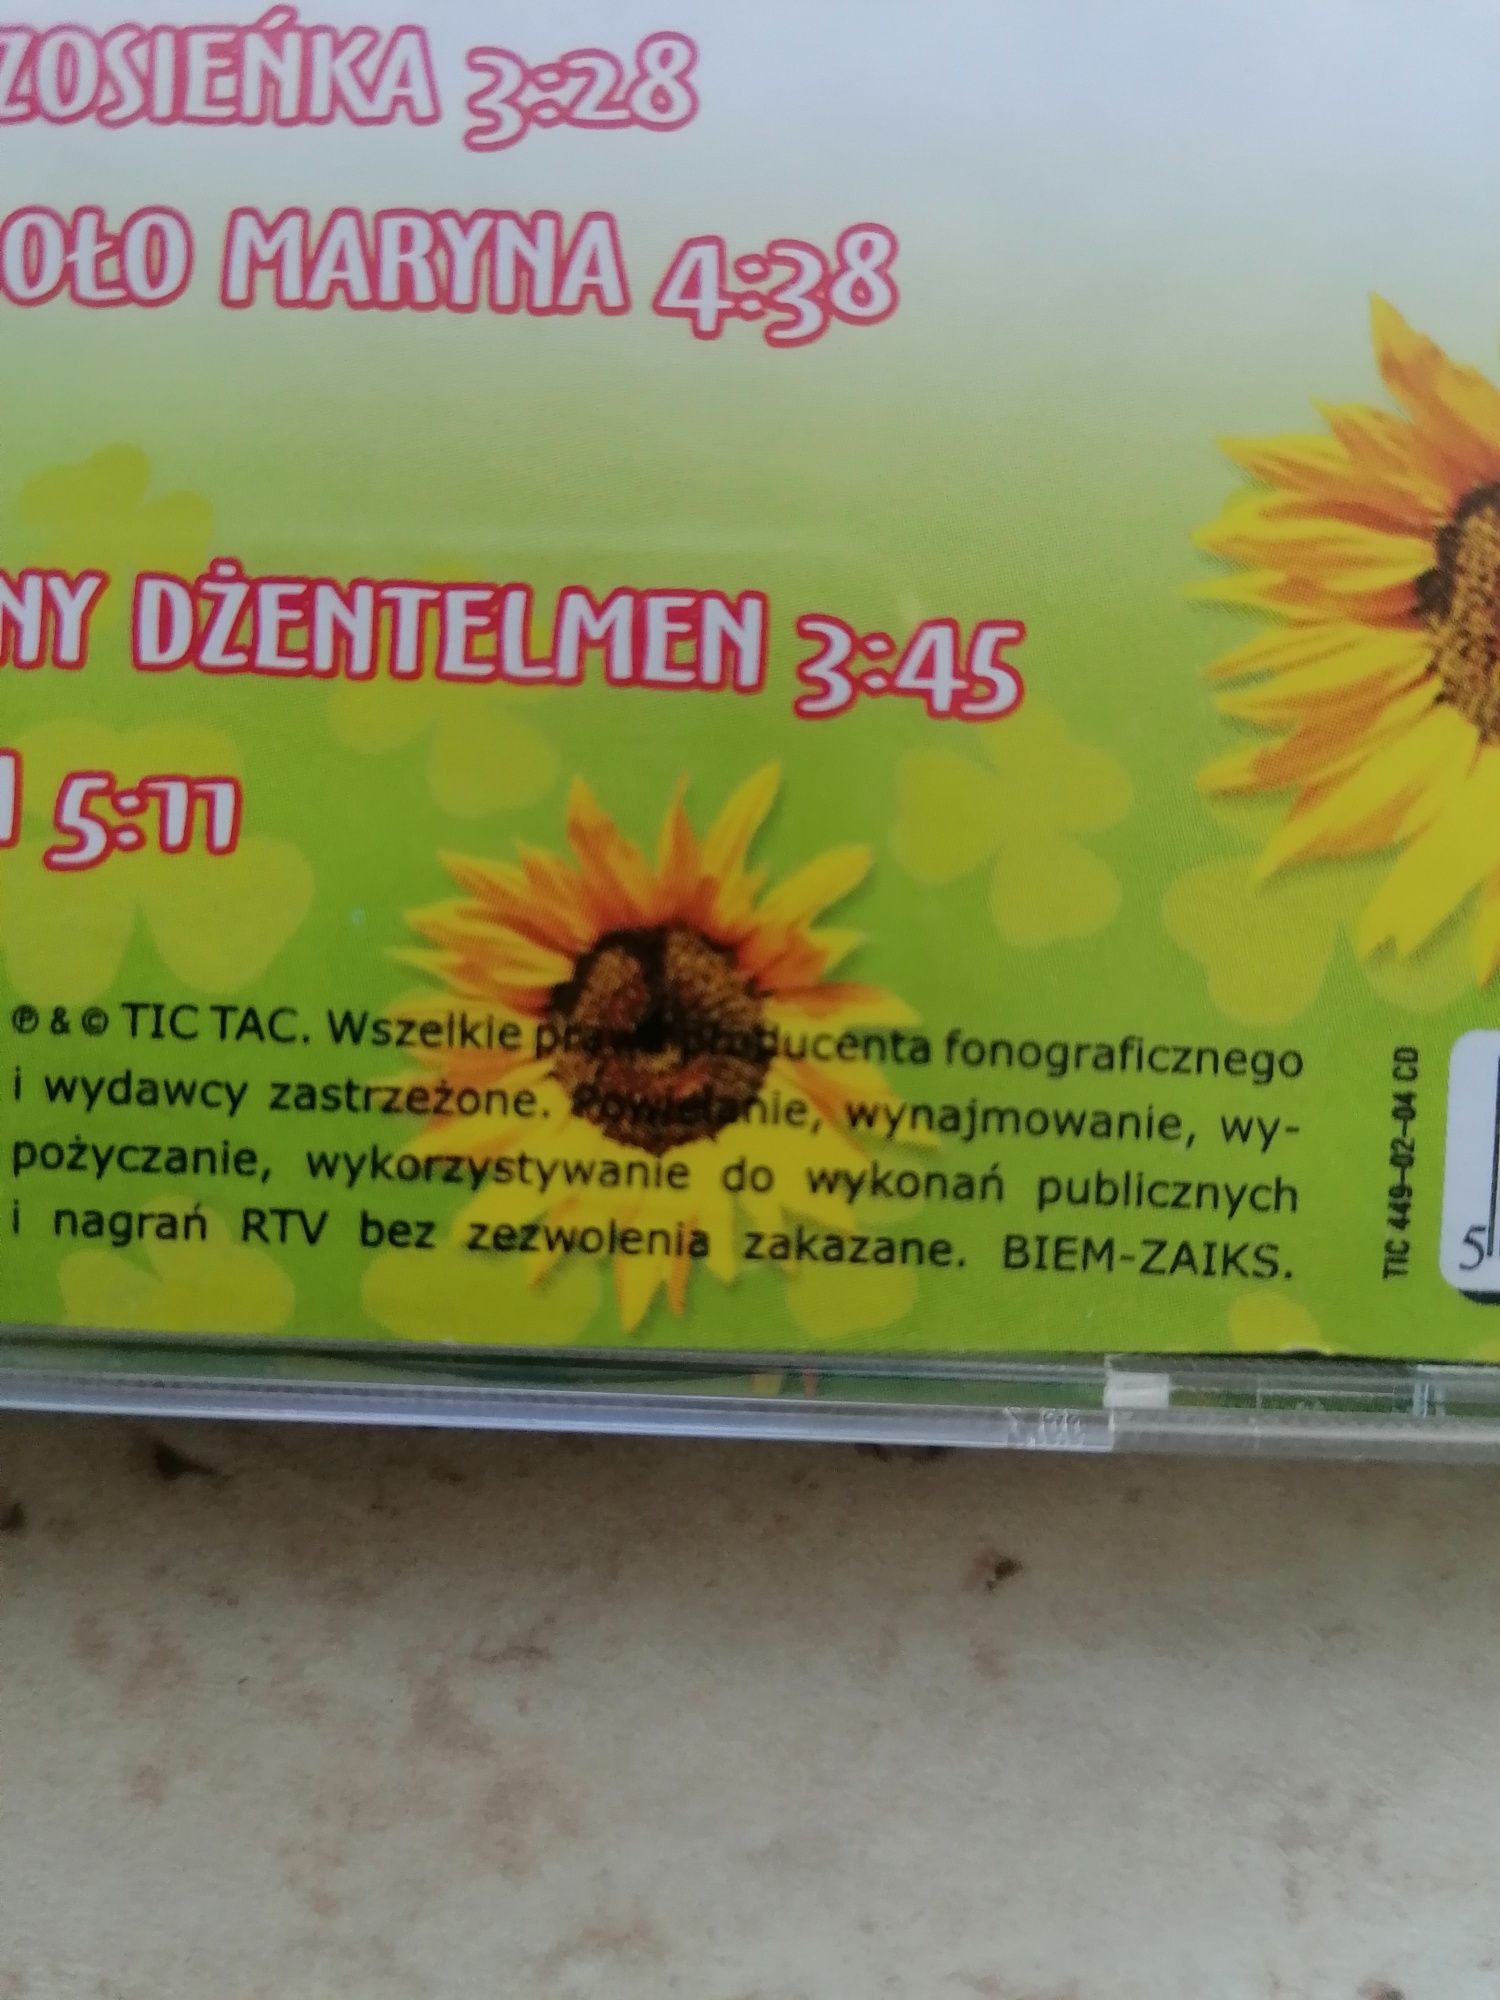 ZOSIEŃKA 3:28
OŁO MARYNA 4:38
NY DŻENTELMEN 3:45
5:11
℗ & © TIC TAC. Wszelkie prawa producenta fonograficznego
i wydawcy zastrzeżone. Powielanie, wynajmowanie, wy-
pożyczanie, wykorzystywanie do wykonań publicznych
i nagrań RTV bez zezwolenia zakazane. BIEM-ZAIKS.
TIC 449-02-04 CD
5